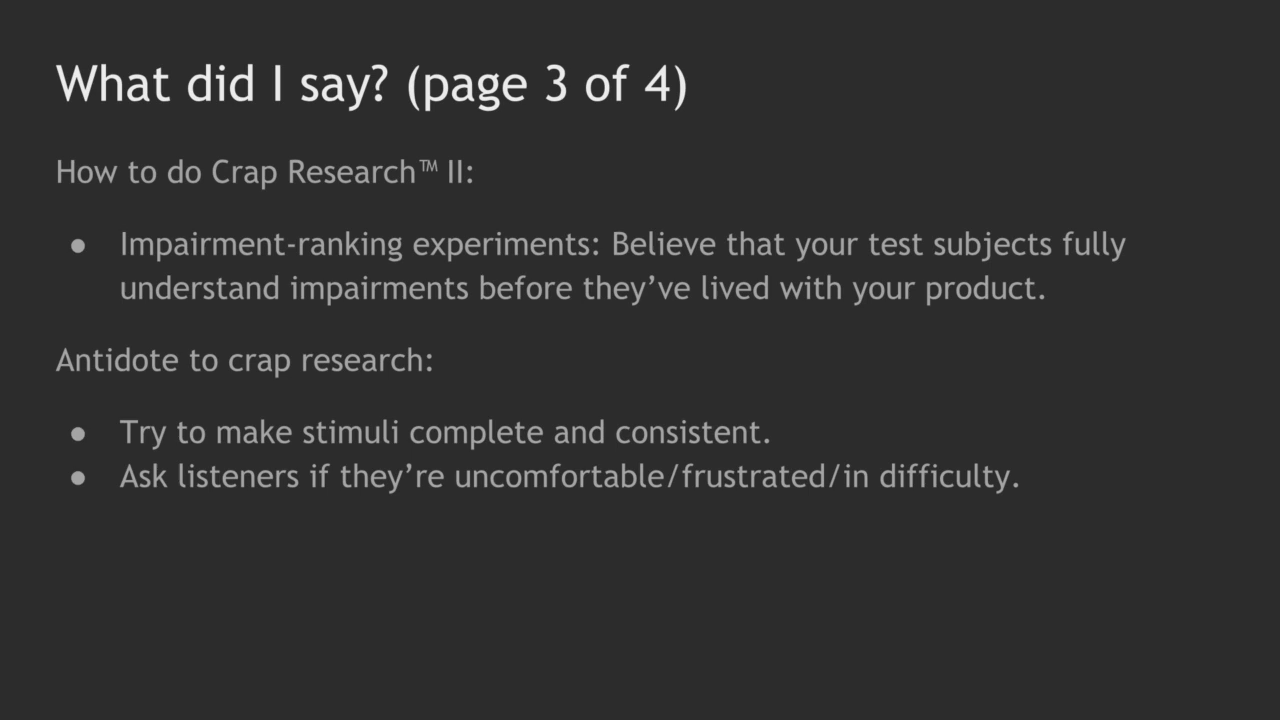 What did I say? (page 3 of 4)
How to do Crap Research™ II:
● Impairment-ranking experiments: Believe that your test subjects fully
understand impairments before they’ve lived with your product.
Antidote to crap research:
● Try to make stimuli complete and consistent.
● Ask listeners if they’re uncomfortable/frustrated/in difficulty.